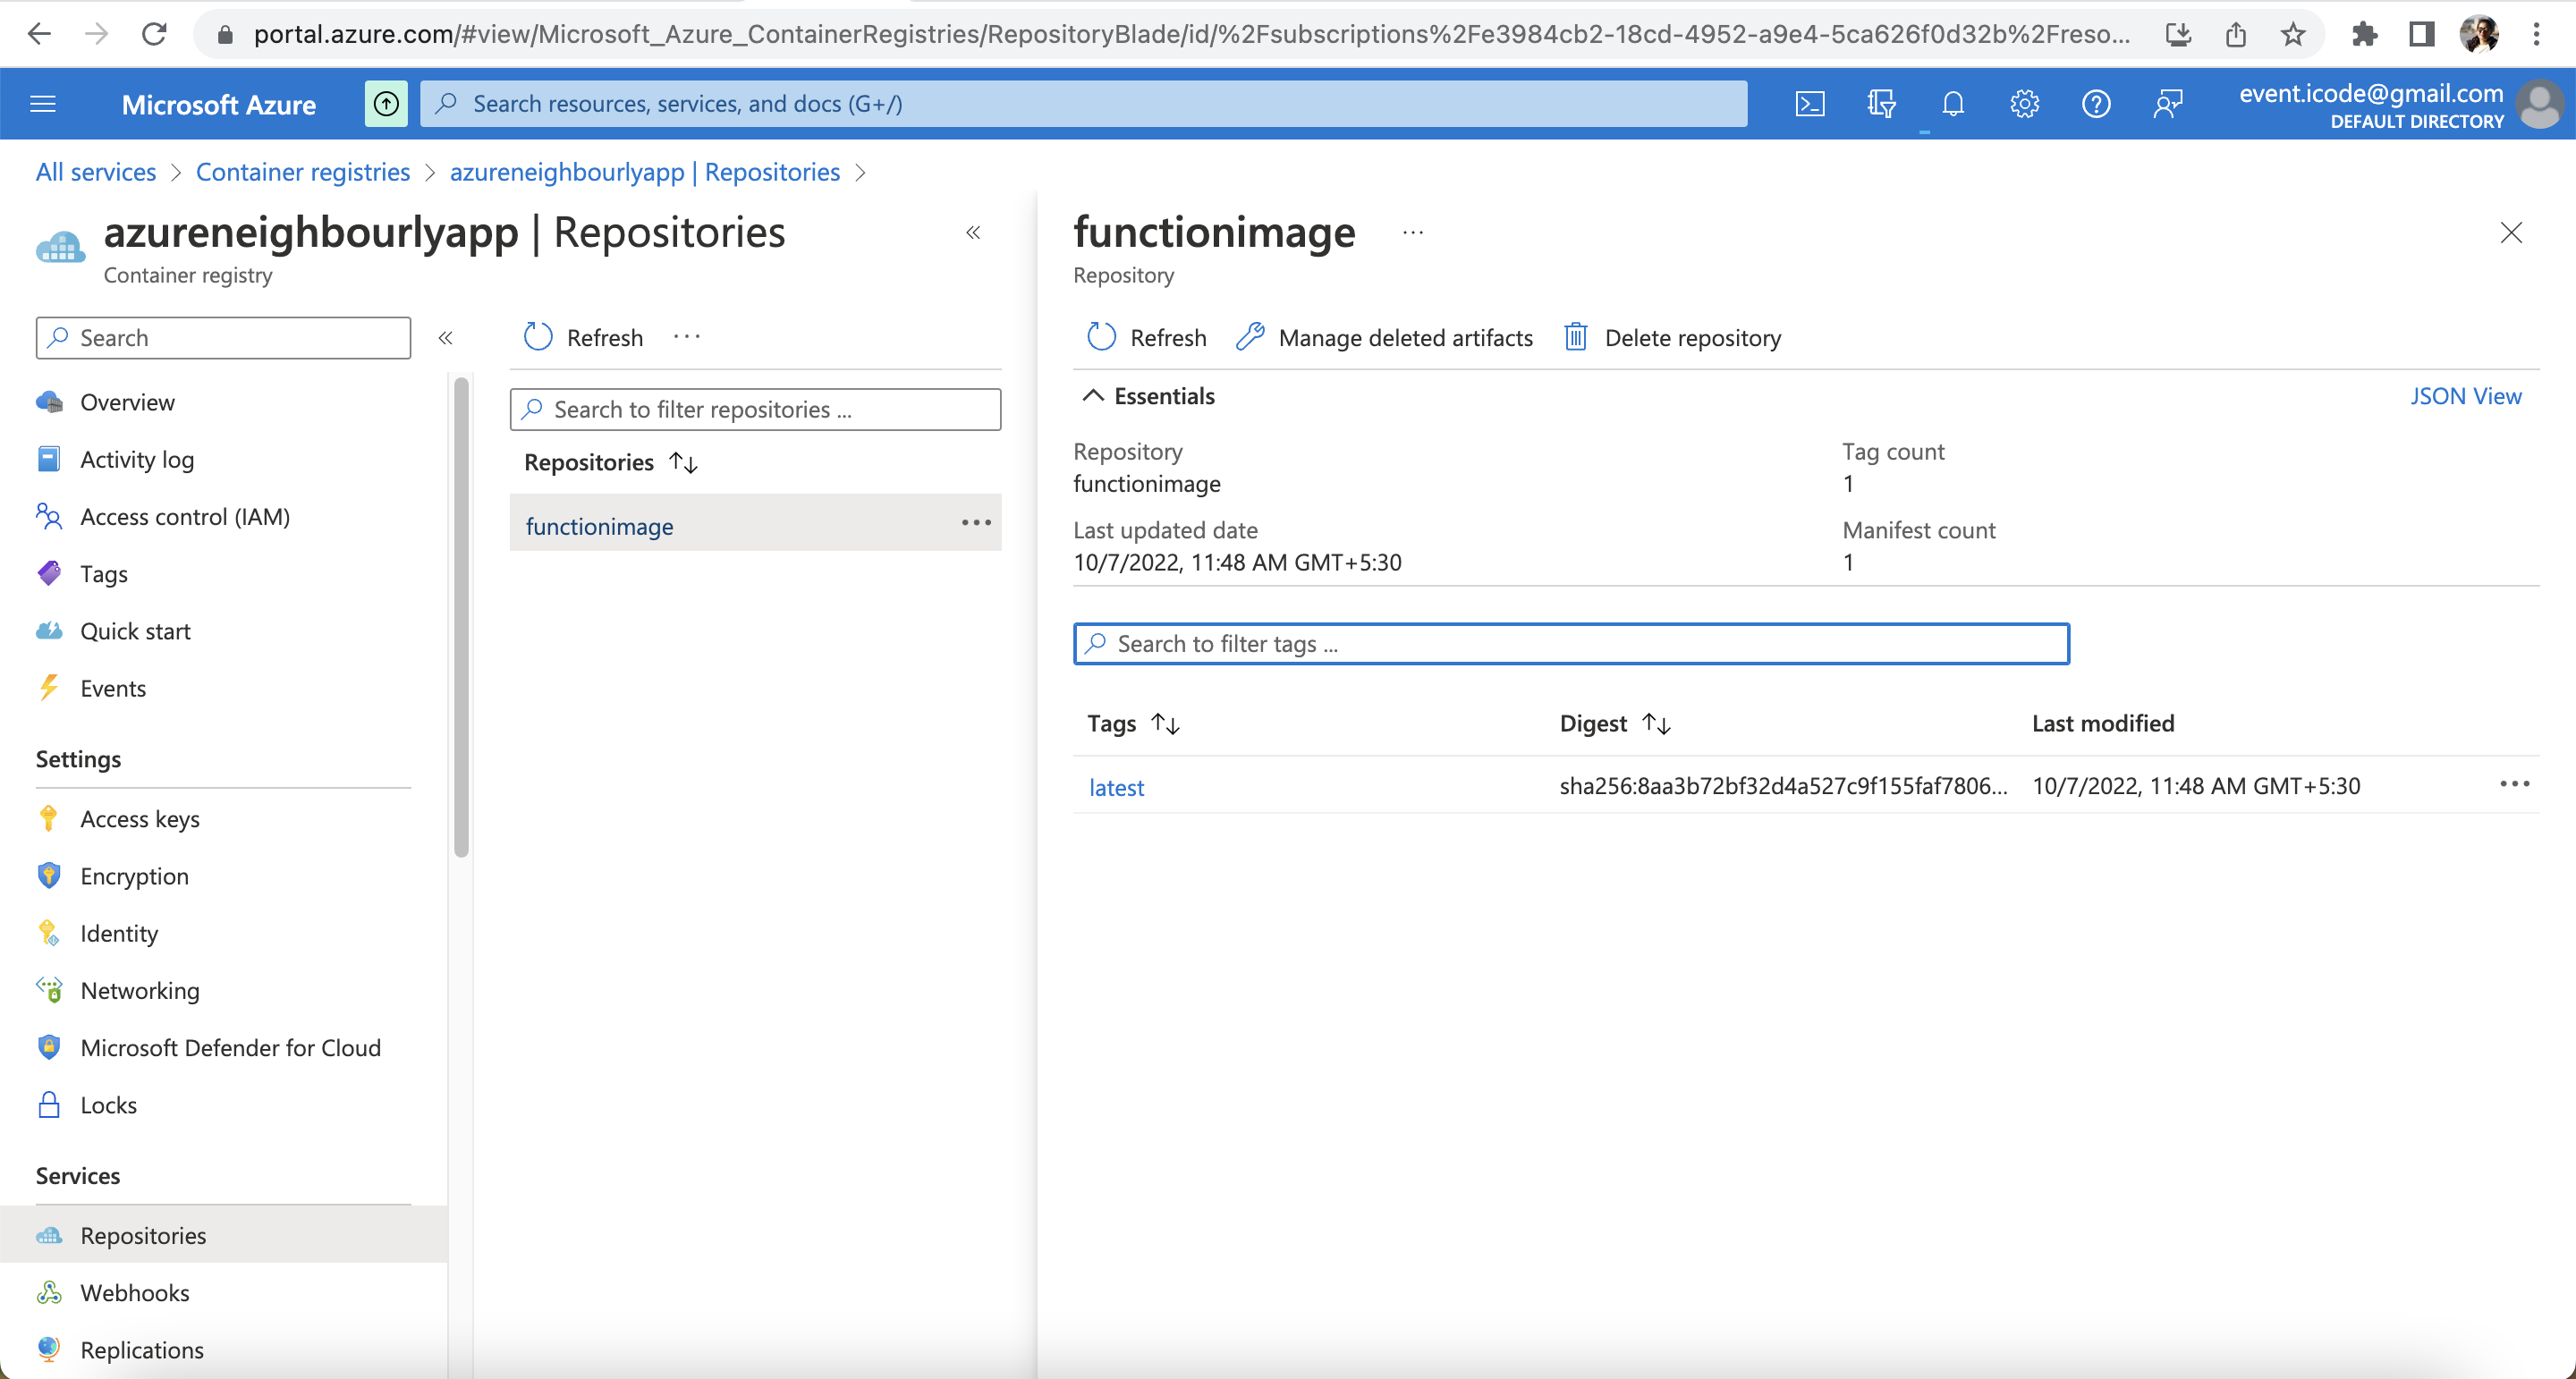 portal.azure.com/#view/Microsoft_Azure_ContainerRegistries/RepositoryBlade/id/%2Fsubscriptions%2Fe3984cb2-18cd-4952-a9e4-5ca626f0d32b%2Freso...
Microsoft Azure
Search resources, services, and docs (G+/)
event.icode@gmail.com
DEFAULT DIRECTORY
All services > Container registries > azureneighbourlyapp | Repositories >
azureneighbourlyapp | Repositories
Container registry
Search
Overview
Activity log
Access control (IAM)
Tags
Quick start
Events
Settings
Access keys
Encryption
Identity
Networking
Microsoft Defender for Cloud
Locks
Services
Repositories
Webhooks
Replications
Refresh
Search to filter repositories ...
Repositories
functionimage
functionimage
Repository
Refresh Manage deleted artifacts Delete repository
Essentials JSON View
Repository
functionimage
Tag count
1
Last updated date
10/7/2022, 11:48 AM GMT+5:30
Manifest count
1
Search to filter tags ...
Tags Digest Last modified
latest sha256:8aa3b72bf32d4a527c9f155faf7806... 10/7/2022, 11:48 AM GMT+5:30